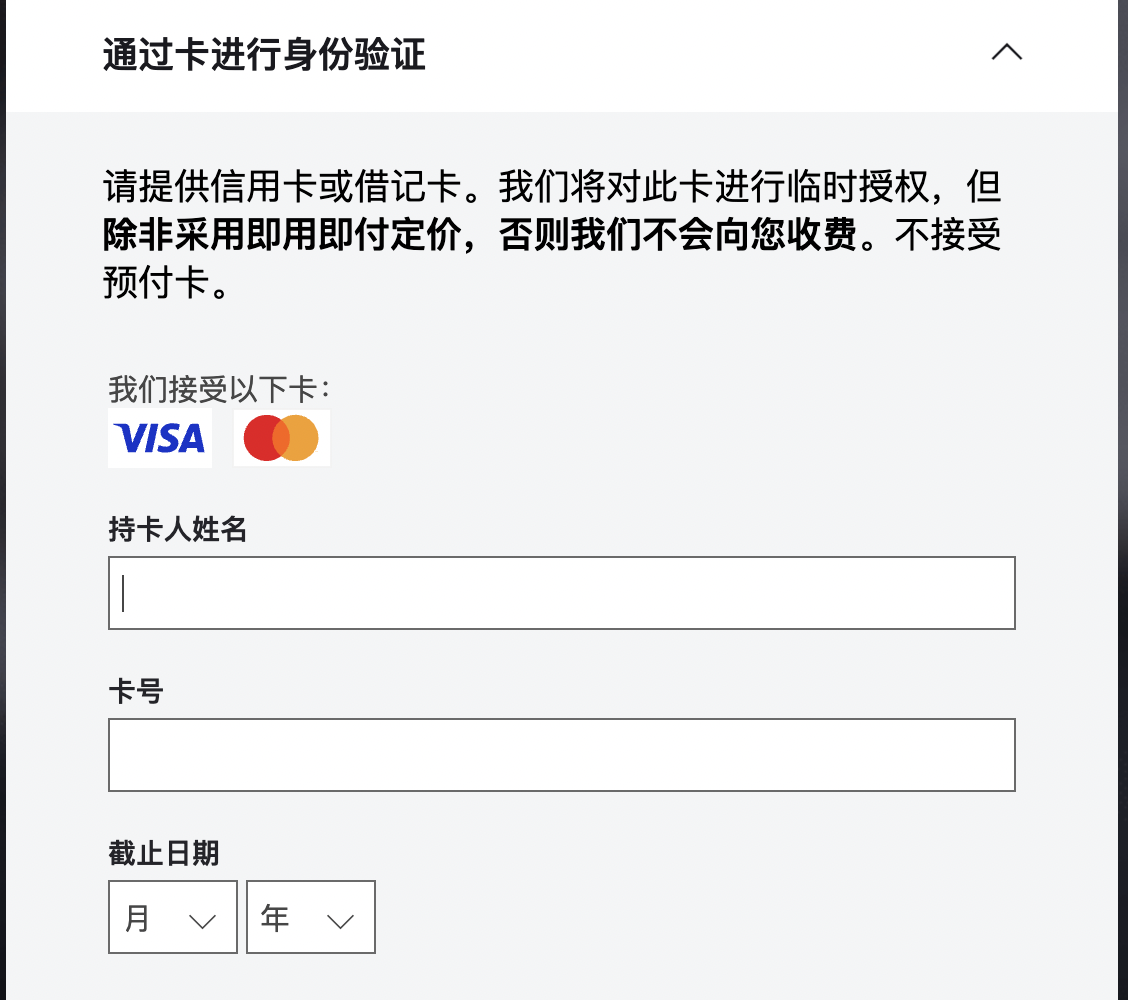 通过卡进行身份验证
请提供信用卡或借记卡。我们将对此卡进行临时授权，但
除非采用即用即付定价，否则我们不会向您收费。不接受
预付卡。
我们接受以下卡：
VISA
持卡人姓名
卡号
截止日期
月 年